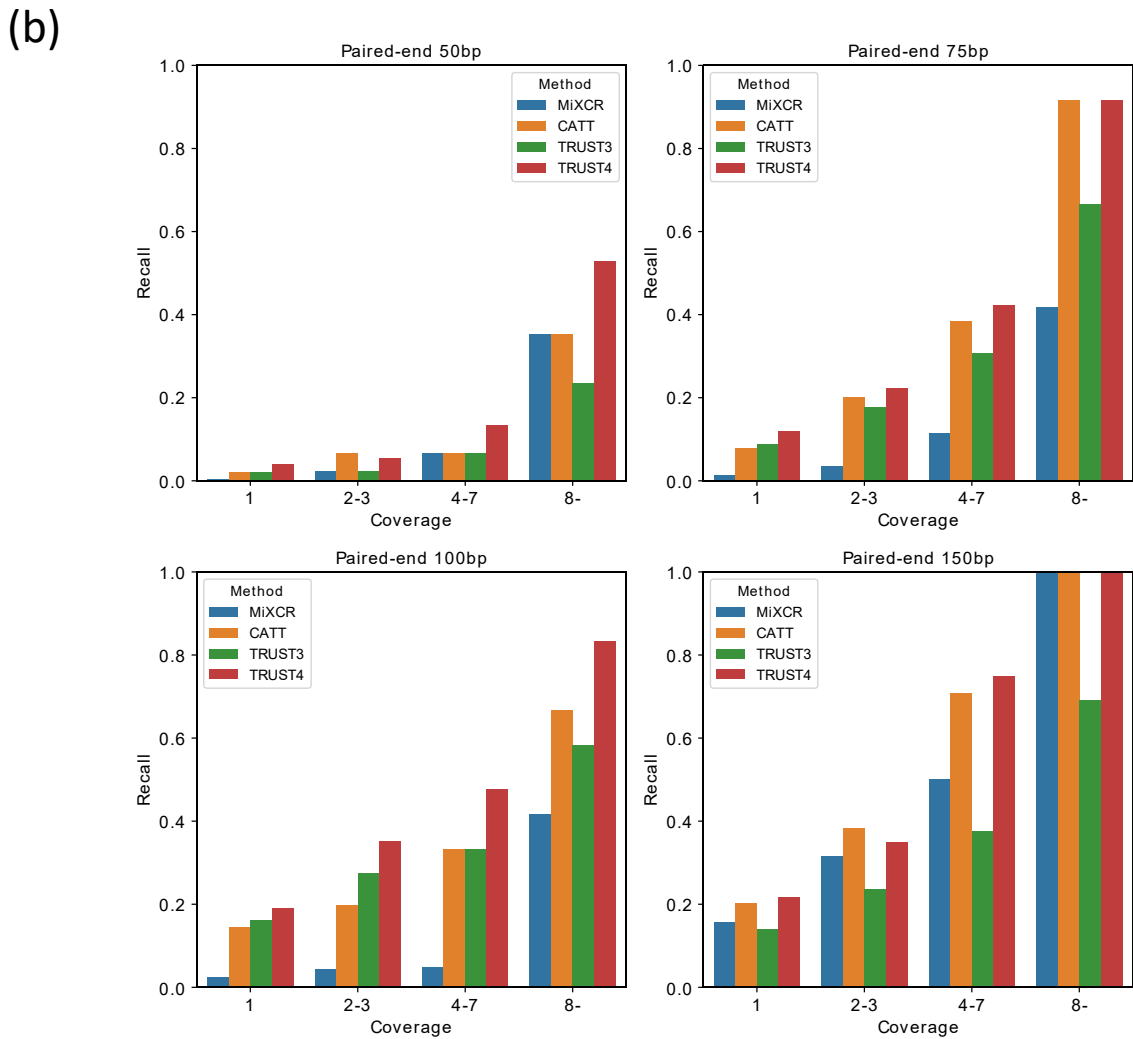 (b)
Paired-end 50bp
1.0
0.8
0.6
0.4
0.2
0.0
Recall
Method
MiXCR
CATT
TRUST3
TRUST4
1 2-3 4-7 8-
Coverage
Paired-end 75bp
1.0
0.8
0.6
0.4
0.2
0.0
Recall
Method
MiXCR
CATT
TRUST3
TRUST4
1 2-3 4-7 8-
Coverage
Paired-end 100bp
1.0
0.8
0.6
0.4
0.2
0.0
Recall
Method
MiXCR
CATT
TRUST3
TRUST4
1 2-3 4-7 8-
Coverage
Paired-end 150bp
1.0
0.8
0.6
0.4
0.2
0.0
Recall
Method
MiXCR
CATT
TRUST3
TRUST4
1 2-3 4-7 8-
Coverage